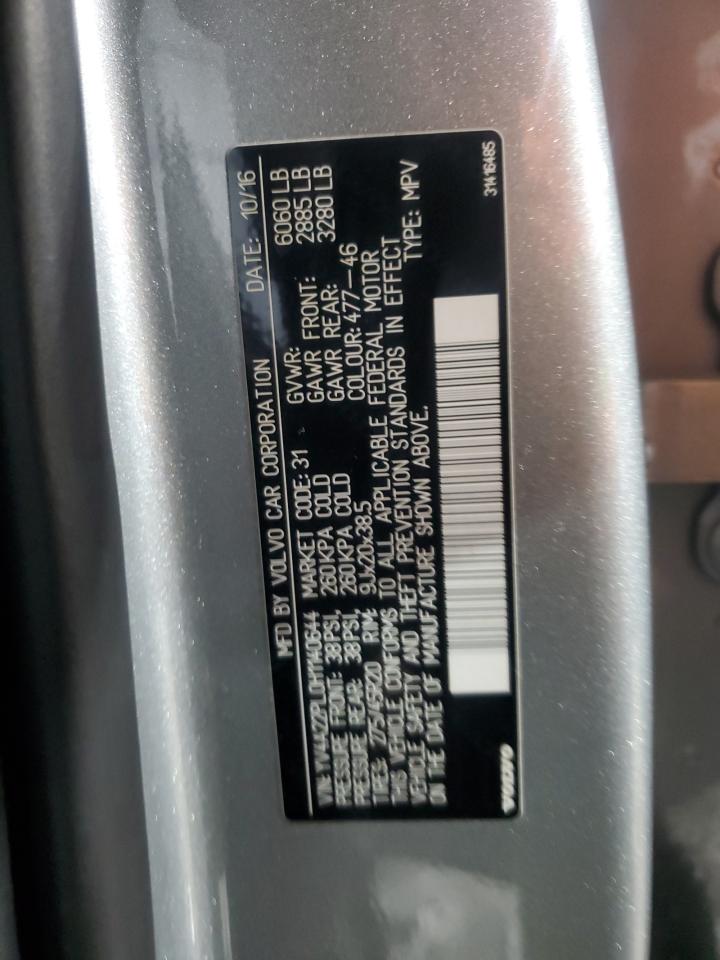 MFD BY VOLVO CAR CORPORATION DATE: 10/16
VIN: YV4A22PL0H1140644 MARKET CODE: 31 GVWR: 6060 LB
PRESSURE FRONT: 38PSI, 260KPA COLD GAWR FRONT: 2885 LB
PRESSURE REAR: 38PSI, 260KPA COLD GAWR REAR: 3280 LB
TIRES: 275/45R20 RIM: 9Jx20x38.5 COLOUR: 477--46
THIS VEHICLE CONFORMS TO ALL APPLICABLE FEDERAL MOTOR
VEHICLE SAFETY AND THEFT PREVENTION STANDARDS IN EFFECT
ON THE DATE OF MANUFACTURE SHOWN ABOVE. TYPE: MPV
VOLVO 31416485